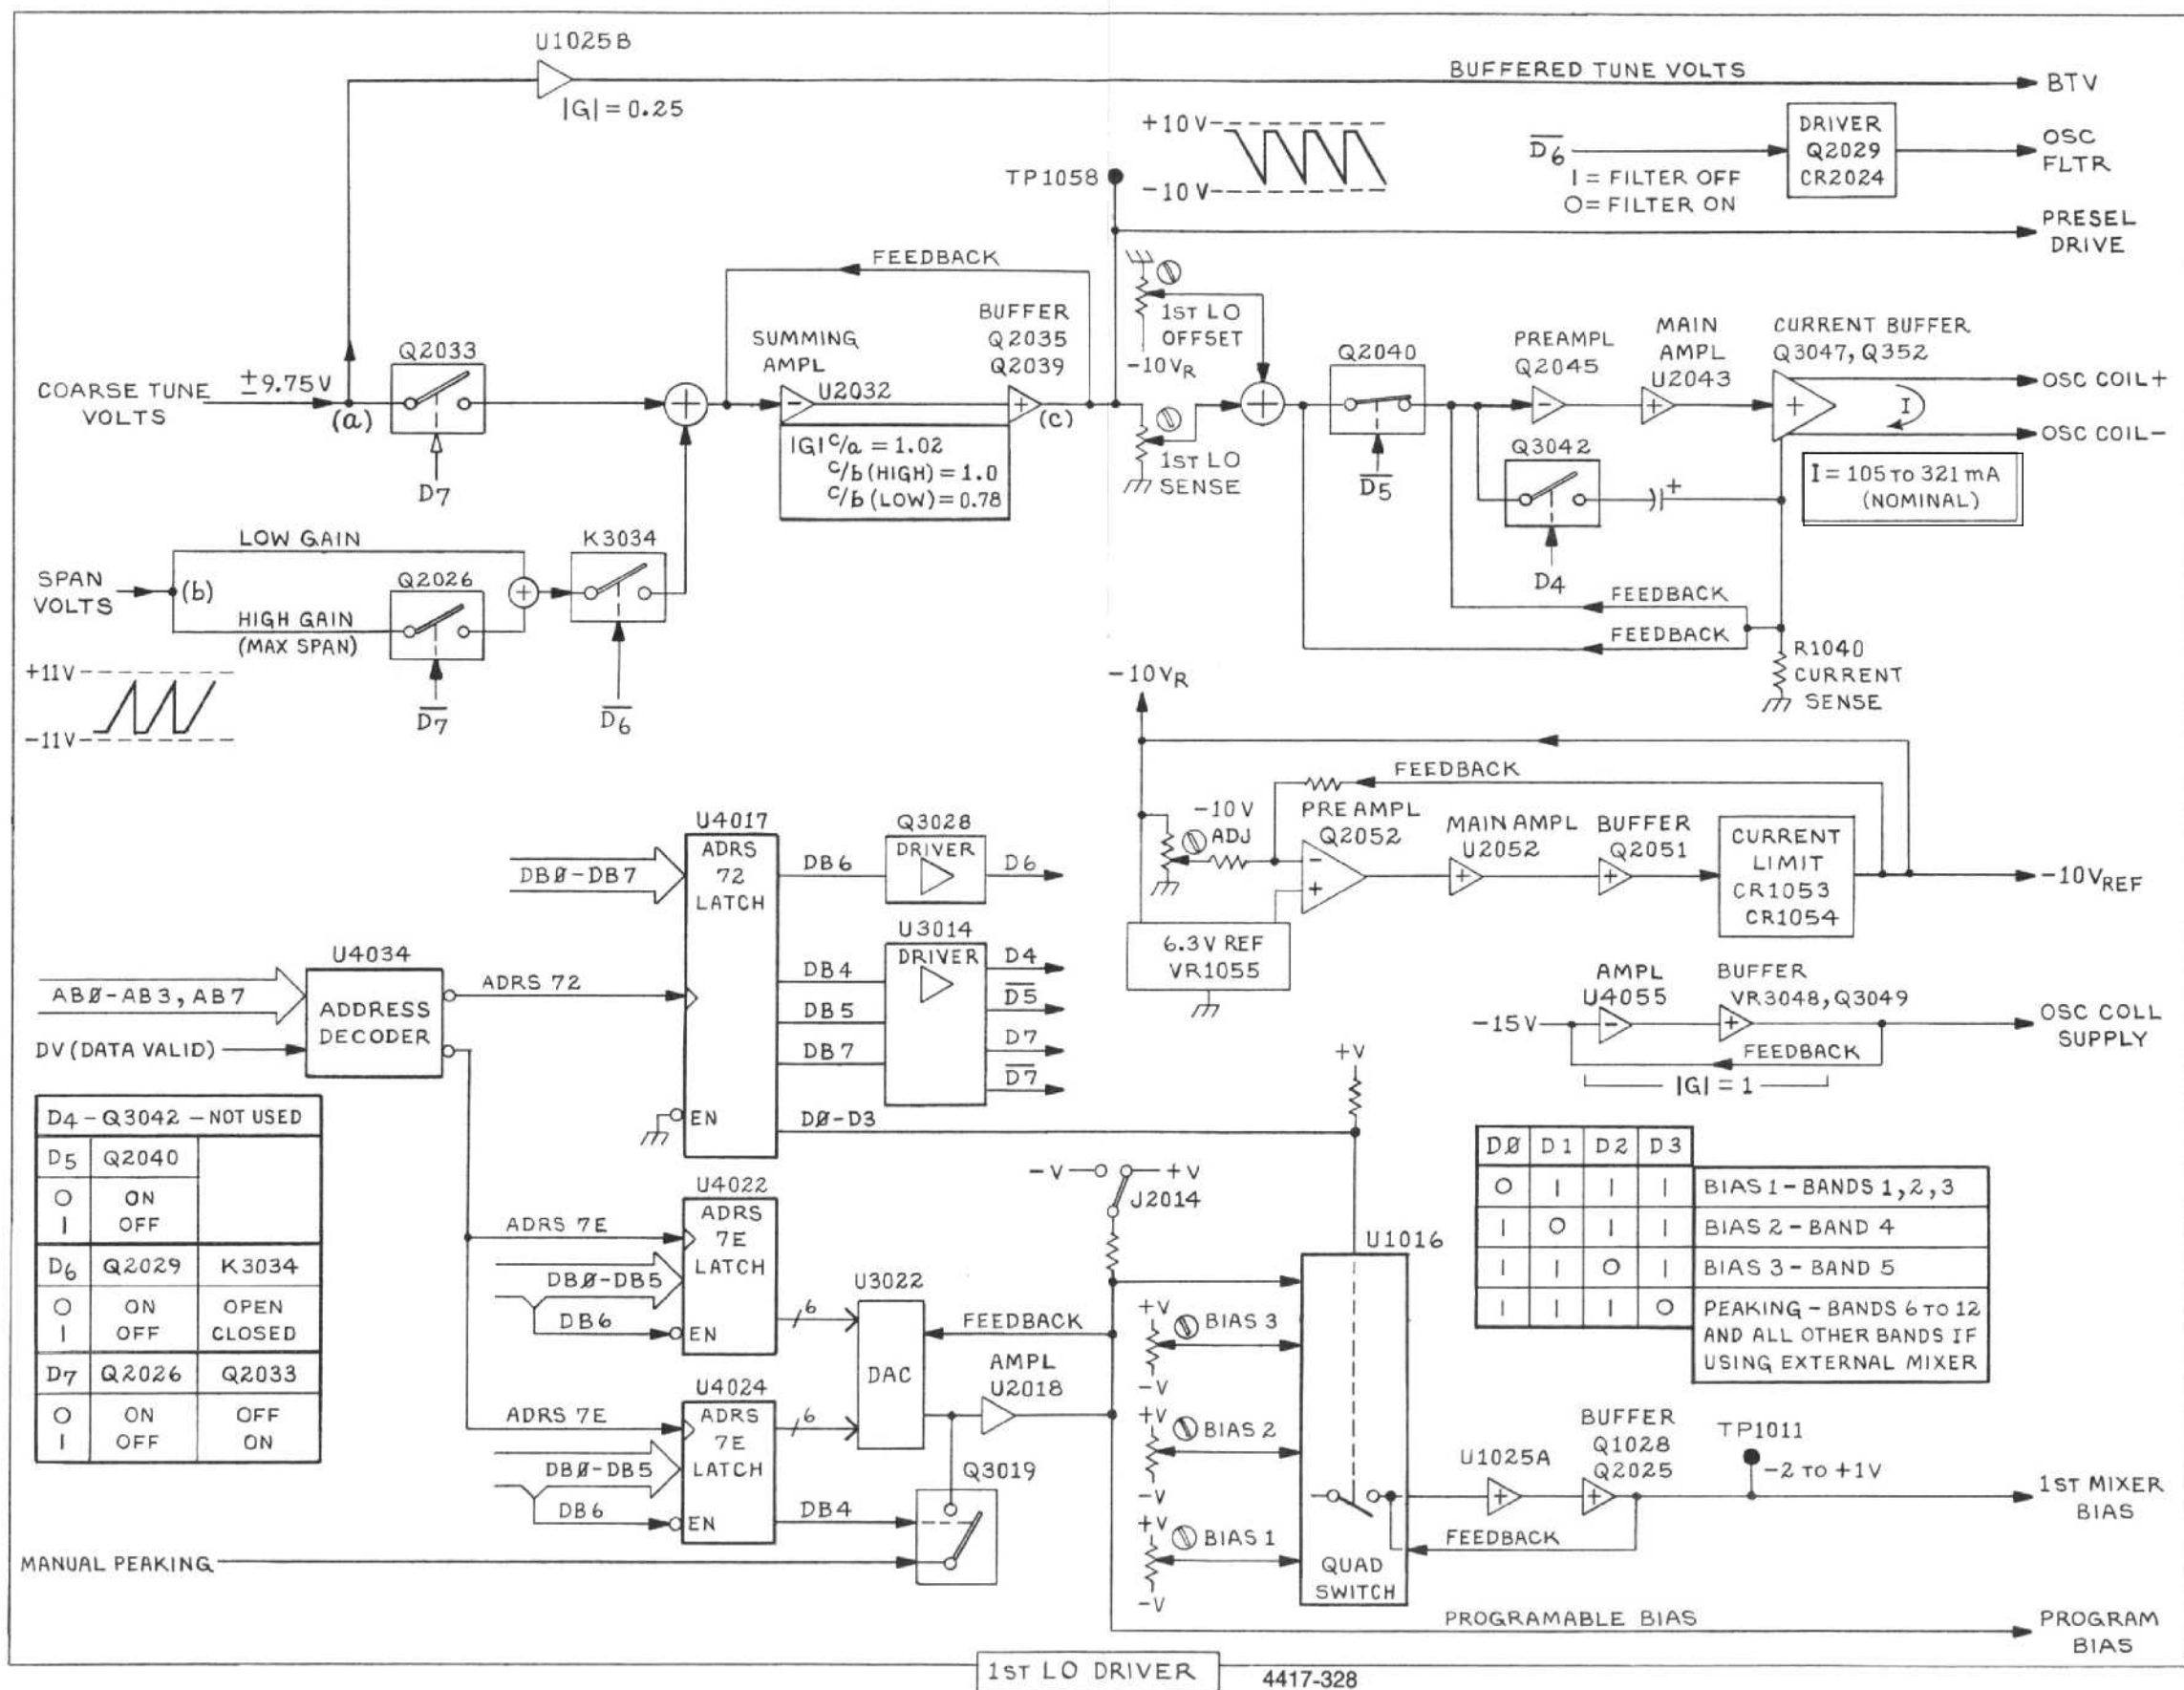 U1025B
|G| = 0.25
BUFFERED TUNE VOLTS
BTV
+10V
-10V
D6
1 = FILTER OFF
0 = FILTER ON
DRIVER
Q2029
CR2024
OSC
FLTR
TP1058
PRESEL
DRIVE
FEEDBACK
1ST LO
OFFSET
-10VR
COARSE TUNE
VOLTS
±9.75V
(a)
Q2033
D7
SUMMING
AMPL
U2032
BUFFER
Q2035
Q2039
(c)
|G| c/a = 1.02
c/b (HIGH) = 1.0
c/b (LOW) = 0.78
1ST LO
SENSE
Q2040
D5
PREAMPL
Q2045
MAIN
AMPL
U2043
CURRENT BUFFER
Q3047, Q352
I
OSC COIL+
OSC COIL-
Q3042
D4
I = 105 TO 321 mA
(NOMINAL)
FEEDBACK
FEEDBACK
R1040
CURRENT
SENSE
SPAN
VOLTS
(b)
LOW GAIN
HIGH GAIN
(MAX SPAN)
Q2026
D7
K3034
D6
+11V
-11V
-10VR
FEEDBACK
-10V
ADJ
PREAMPL
Q2052
MAIN AMPL
U2052
BUFFER
Q2051
CURRENT
LIMIT
CR1053
CR1054
-10VREF
6.3V REF
VR1055
-15V
AMPL
U4055
BUFFER
VR3048, Q3049
FEEDBACK
|G| = 1
OSC COLL
SUPPLY
AB0-AB3, AB7
DV (DATA VALID)
U4034
ADDRESS
DECODER
ADRS 72
DB0-DB7
U4017
ADRS
72
LATCH
EN
DB6
Q3028
DRIVER
D6
DB4
DB5
DB7
U3014
DRIVER
D4
D5
D7
D7
D0-D3
+V
D4 - Q3042 - NOT USED
D5 Q2040
0 ON
1 OFF
D6 Q2029 K3034
0 ON OPEN
1 OFF CLOSED
D7 Q2026 Q2033
0 ON OFF
1 OFF ON
ADRS 7E
DB0-DB5
DB6
U4022
ADRS
7E
LATCH
EN
6
ADRS 7E
DB0-DB5
DB6
U4024
ADRS
7E
LATCH
EN
6
DB4
MANUAL PEAKING
U3022
DAC
FEEDBACK
AMPL
U2018
Q3019
-V
+V
J2014
+V
BIAS 3
-V
+V
BIAS 2
-V
+V
BIAS 1
-V
U1016
QUAD
SWITCH
D0 D1 D2 D3
0 1 1 1 BIAS 1 - BANDS 1, 2, 3
1 0 1 1 BIAS 2 - BAND 4
1 1 0 1 BIAS 3 - BAND 5
1 1 1 0 PEAKING - BANDS 6 TO 12
AND ALL OTHER BANDS IF
USING EXTERNAL MIXER
U1025A
BUFFER
Q1028
Q2025
TP1011
-2 TO +1V
FEEDBACK
1ST MIXER
BIAS
PROGRAMABLE BIAS
PROGRAM
BIAS
1ST LO DRIVER
4417-328